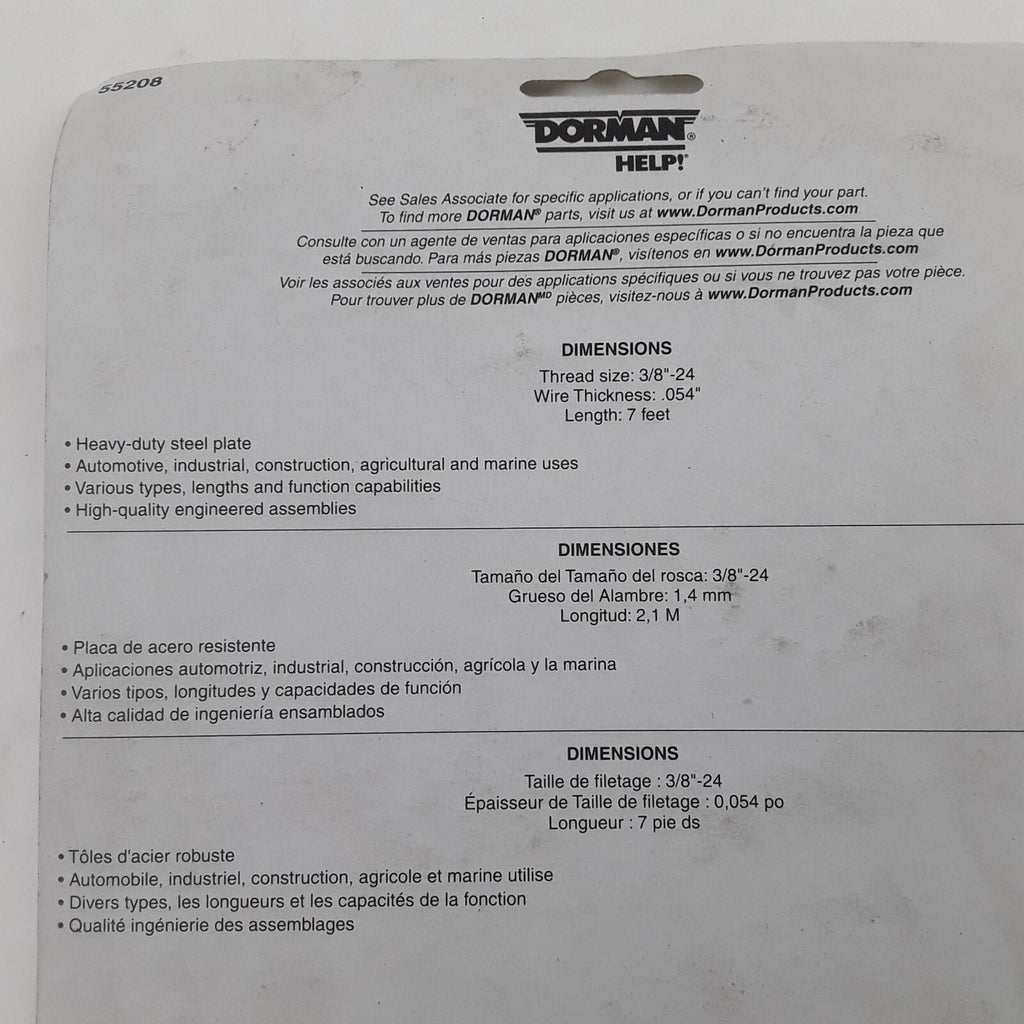 55208
DORMAN®
HELP!®
See Sales Associate for specific applications, or if you can't find your part.
To find more DORMAN® parts, visit us at www.DormanProducts.com
Consulte con un agente de ventas para aplicaciones específicas o si no encuentra la pieza que
está buscando. Para más piezas DORMAN®, visítenos en www.DormanProducts.com
Voir les associés aux ventes pour des applications spécifiques ou si vous ne trouvez pas votre pièce.
Pour trouver plus de DORMANᴹᴰ pièces, visitez-nous à www.DormanProducts.com
DIMENSIONS
Thread size: 3/8"-24
Wire Thickness: .054"
Length: 7 feet
• Heavy-duty steel plate
• Automotive, industrial, construction, agricultural and marine uses
• Various types, lengths and function capabilities
• High-quality engineered assemblies
DIMENSIONES
Tamaño del Tamaño del rosca: 3/8"-24
Grueso del Alambre: 1,4 mm
Longitud: 2,1 M
• Placa de acero resistente
• Aplicaciones automotriz, industrial, construcción, agrícola y la marina
• Varios tipos, longitudes y capacidades de función
• Alta calidad de ingeniería ensamblados
DIMENSIONS
Taille de filetage : 3/8"-24
Épaisseur de Taille de filetage : 0,054 po
Longueur : 7 pie ds
• Tôles d'acier robuste
• Automobile, industriel, construction, agricole et marine utilise
• Divers types, les longueurs et les capacités de la fonction
• Qualité ingénierie des assemblages